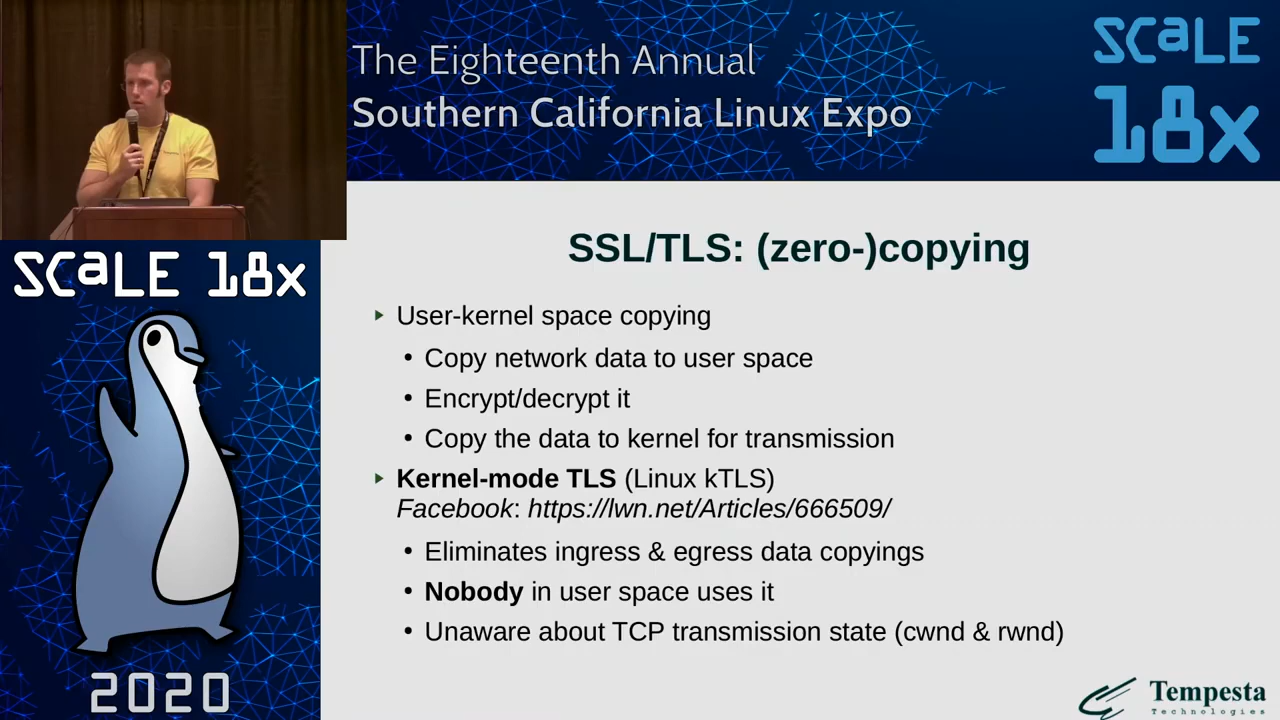 The Eighteenth Annual
Southern California Linux Expo
SCaLE
18x
SCaLE 18x
2020
SSL/TLS: (zero-)copying
User-kernel space copying
Copy network data to user space
Encrypt/decrypt it
Copy the data to kernel for transmission
Kernel-mode TLS (Linux kTLS)
Facebook: https://lwn.net/Articles/666509/
Eliminates ingress & egress data copyings
Nobody in user space uses it
Unaware about TCP transmission state (cwnd & rwnd)
Tempesta
Technologies